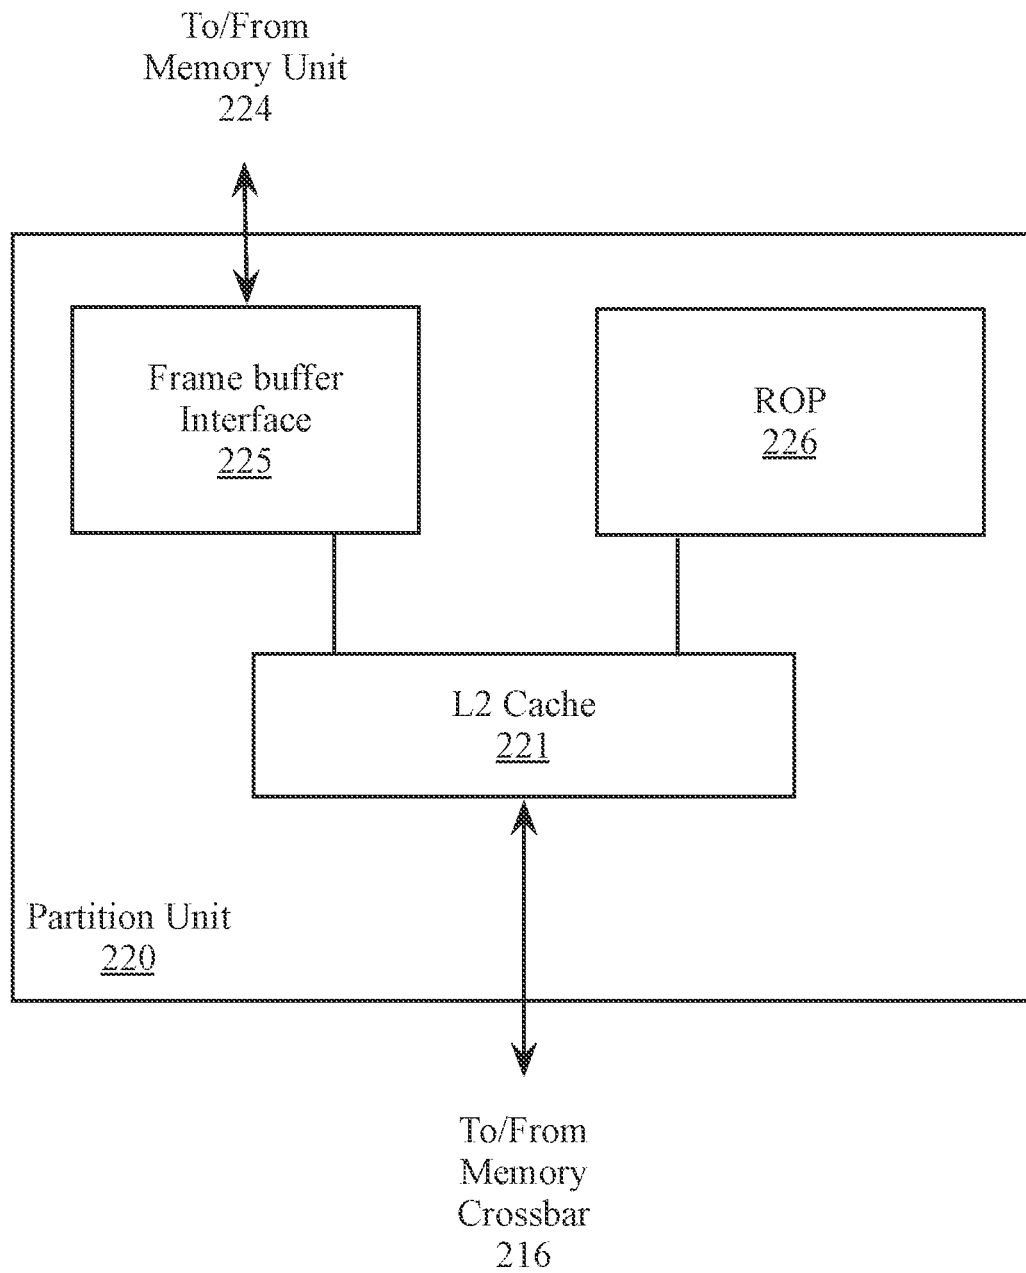 To/From
Memory Unit
224
Frame buffer
Interface
225
ROP
226
L2 Cache
221
Partition Unit
220
To/From
Memory
Crossbar
216